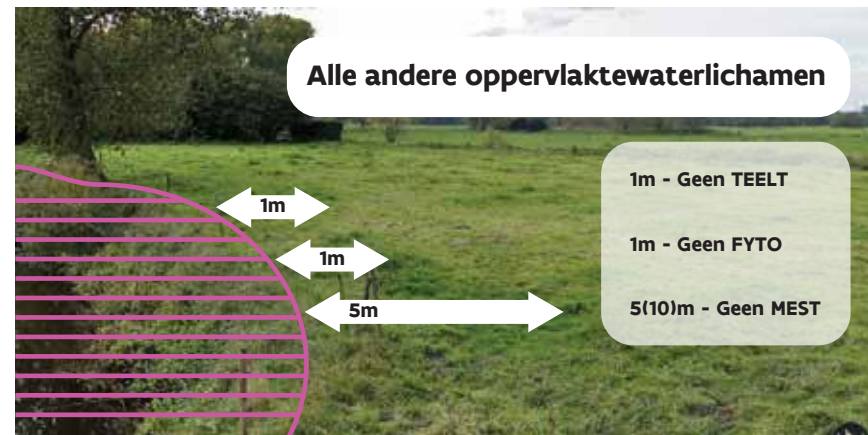 Alle andere oppervlaktewaterlichamen
1m - Geen TEELT
1m
1m - Geen FYTO
1m
5m
5(10)m - Geen MEST